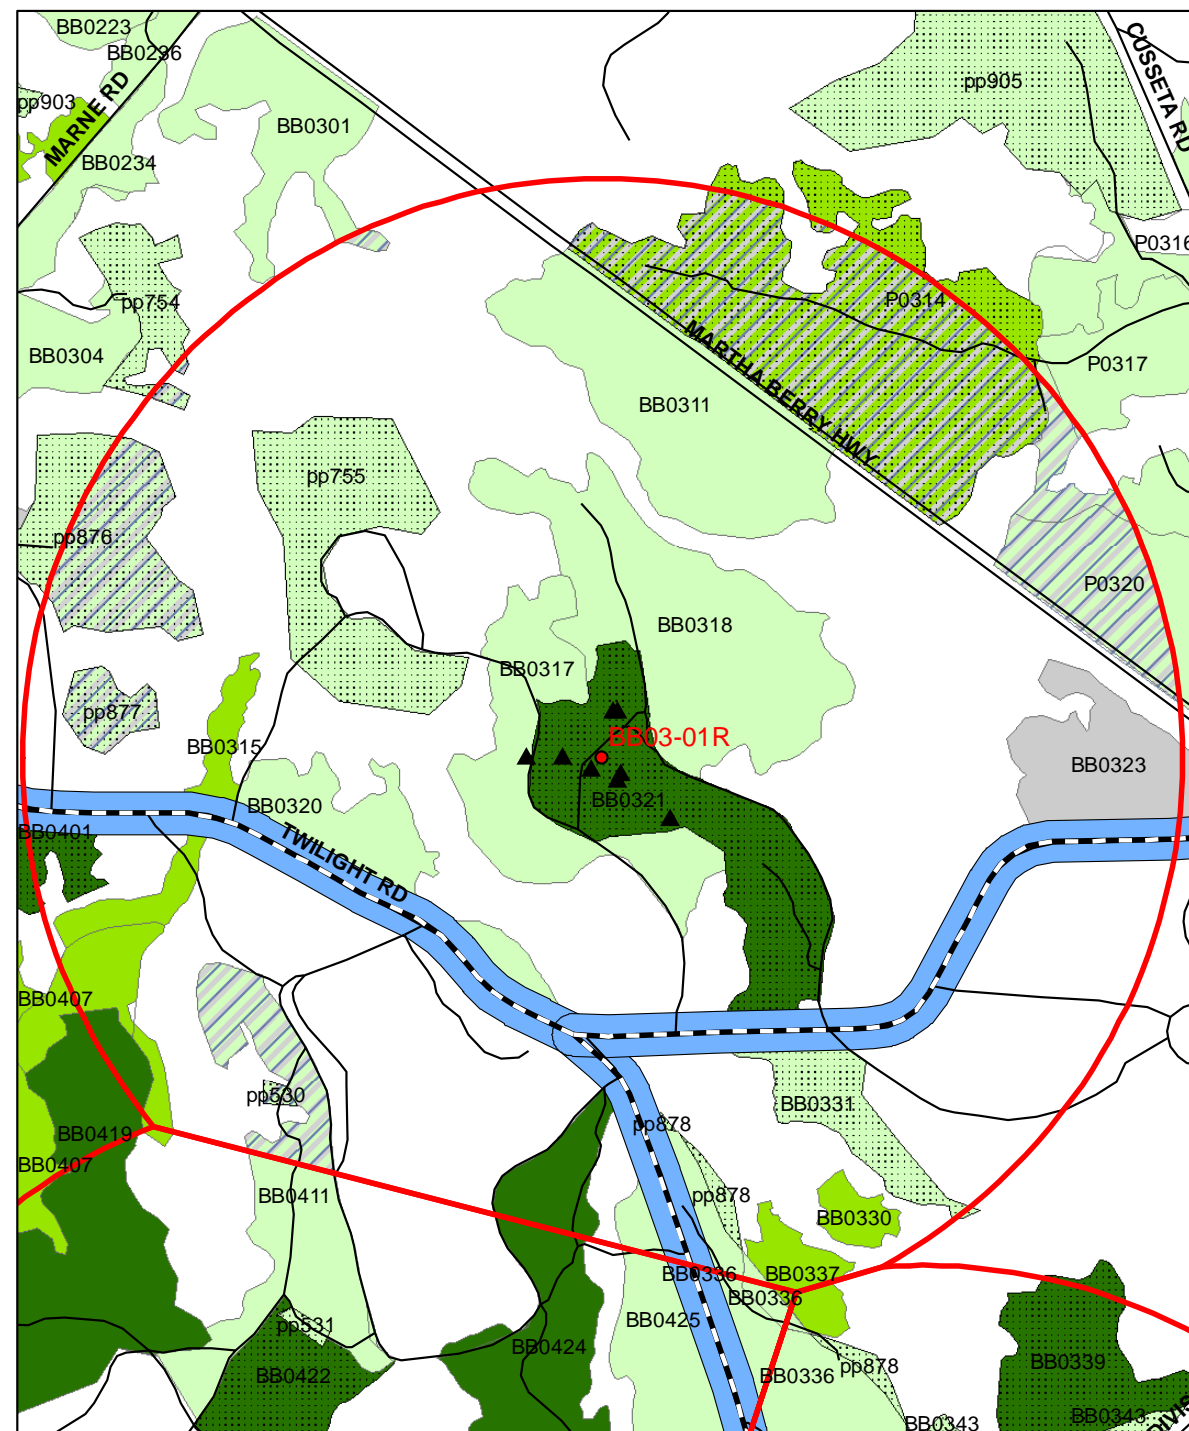 BB0223
BB0236
CUSSETA RD
pp905
pp903
MARNE RD
BB0301
BB0234
P0316
pp754
P0314
BB0304
MARTHA BERRY HWY
P0317
BB0311
pp755
pp876
P0320
BB0318
BB0317
pp877
BB0315
BB03-01R
BB0323
BB0320
BB0321
BB0401
TWILIGHT RD
BB0407
pp530
BB0331
pp878
BB0419
BB0407
BB0411
pp878
BB0330
BB0336
BB0337
BB0336
BB0425
pp531
BB0424
BB0422
BB0336
pp878
BB0339
BB0343
BB0343
DIVIS